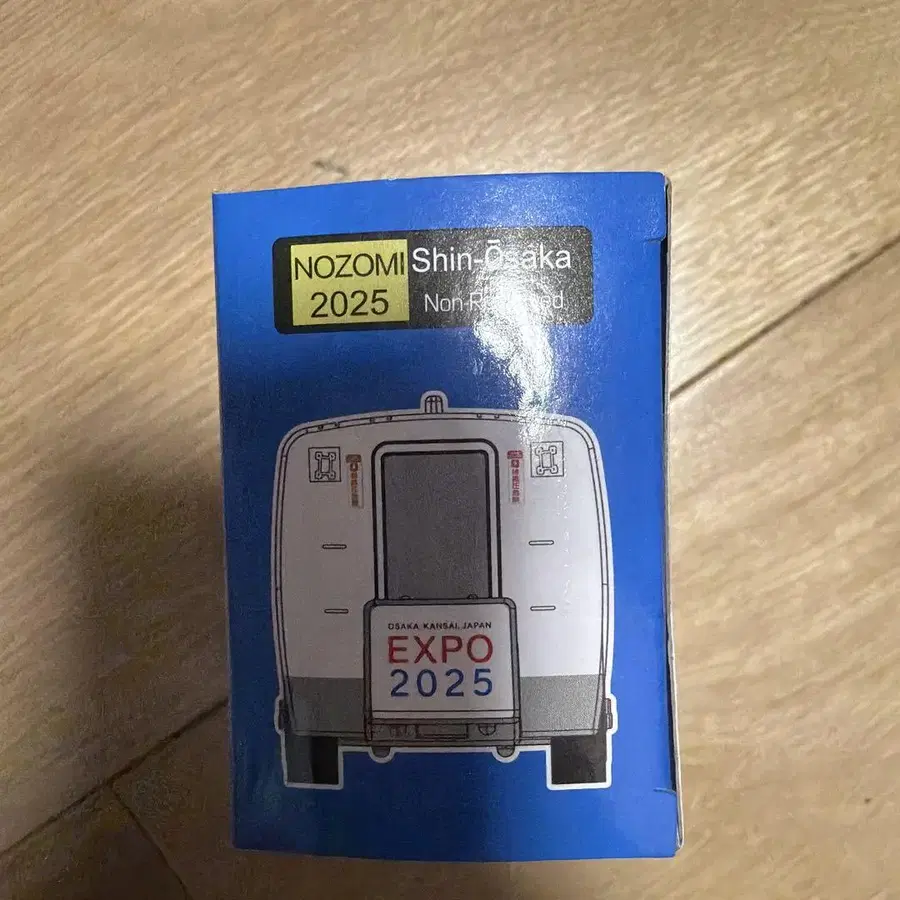 NOZOMI
2025
Shin-Ōsaka
OSAKA, KANSAI, JAPAN
EXPO
2025